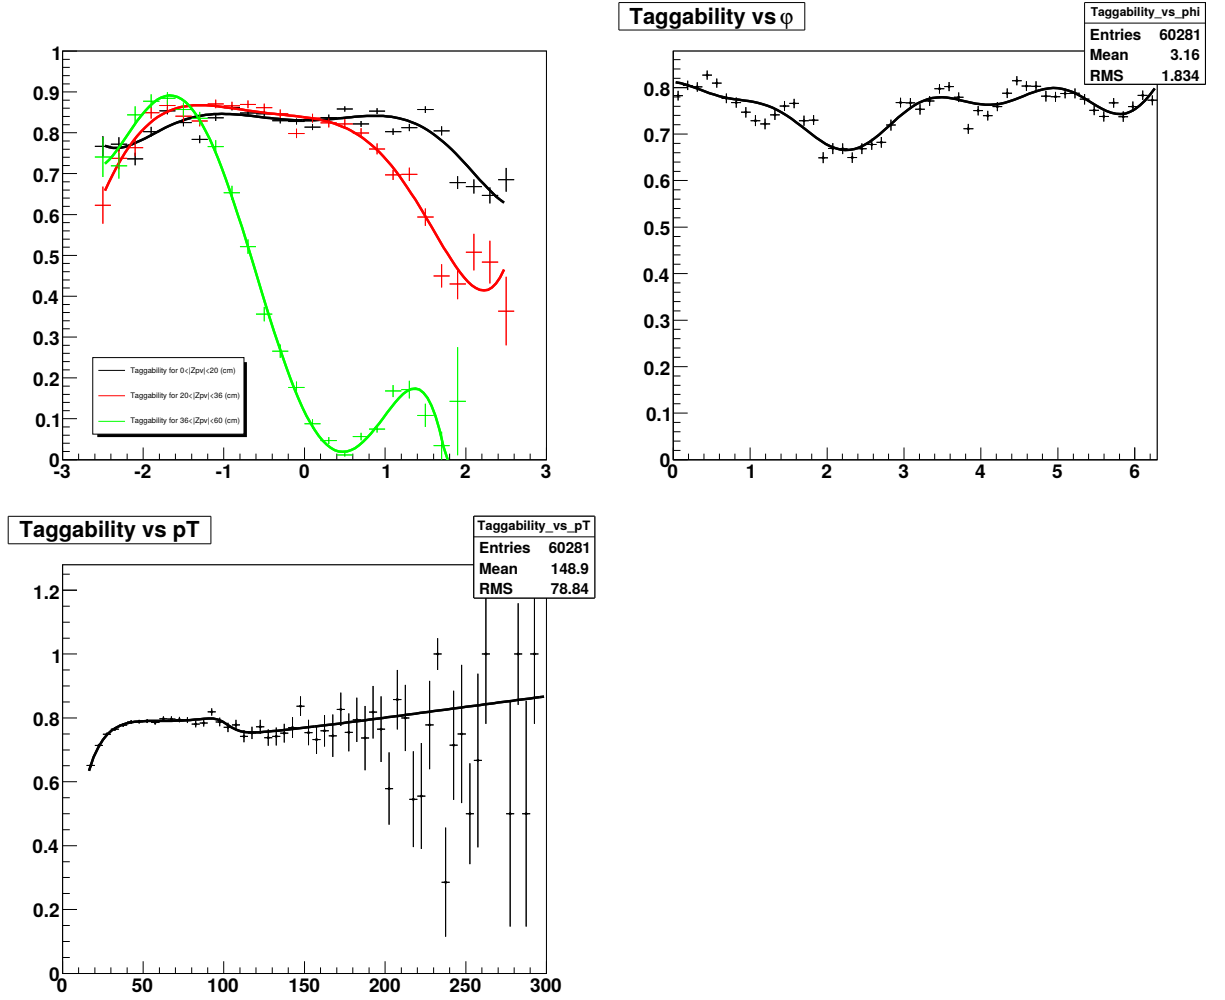 Taggability vs φ
Taggability_vs_phi
Entries 60281
Mean 3.16
RMS 1.834
1
0.9
0.8
0.7
0.6
0.5
0.4
0.3
0.2
0.1
0
-3 -2 -1 0 1 2 3
Taggability for 0<|Zpv|<20 (cm)
Taggability for 20<|Zpv|<36 (cm)
Taggability for 36<|Zpv|<60 (cm)
0.8
0.7
0.6
0.5
0.4
0.3
0.2
0.1
0
0 1 2 3 4 5 6
Taggability vs pT
Taggability_vs_pT
Entries 60281
Mean 148.9
RMS 78.84
1.2
1
0.8
0.6
0.4
0.2
0
0 50 100 150 200 250 300